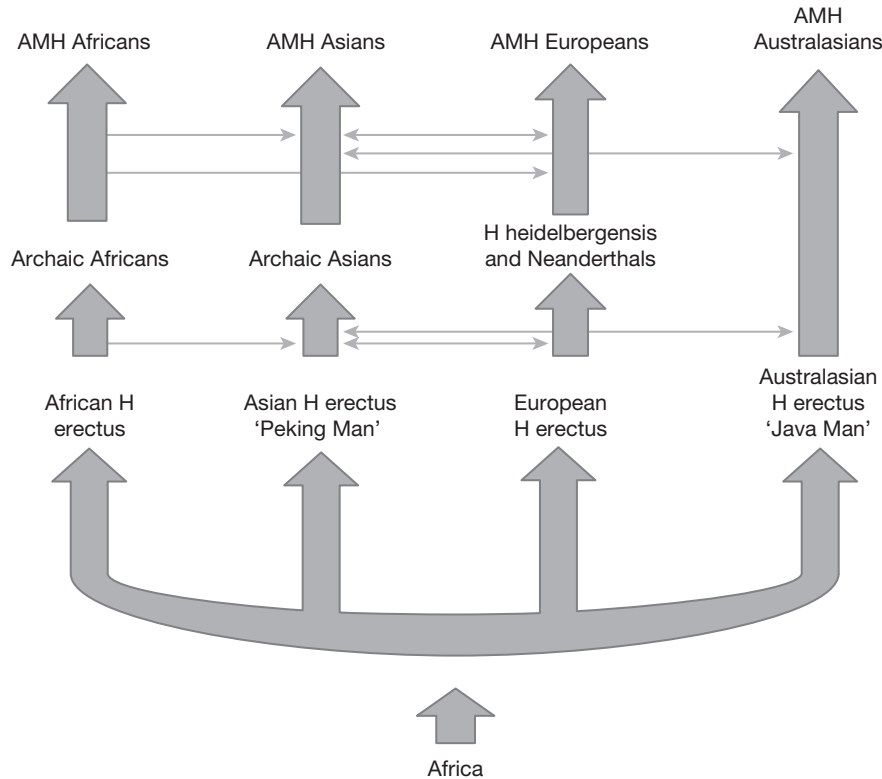 AMH Africans
AMH Asians
AMH Europeans
AMH
Australasians
Archaic Africans
Archaic Asians
H heidelbergensis
and Neanderthals
African H
erectus
Asian H erectus
‘Peking Man’
European
H erectus
Australasian
H erectus
‘Java Man’
Africa